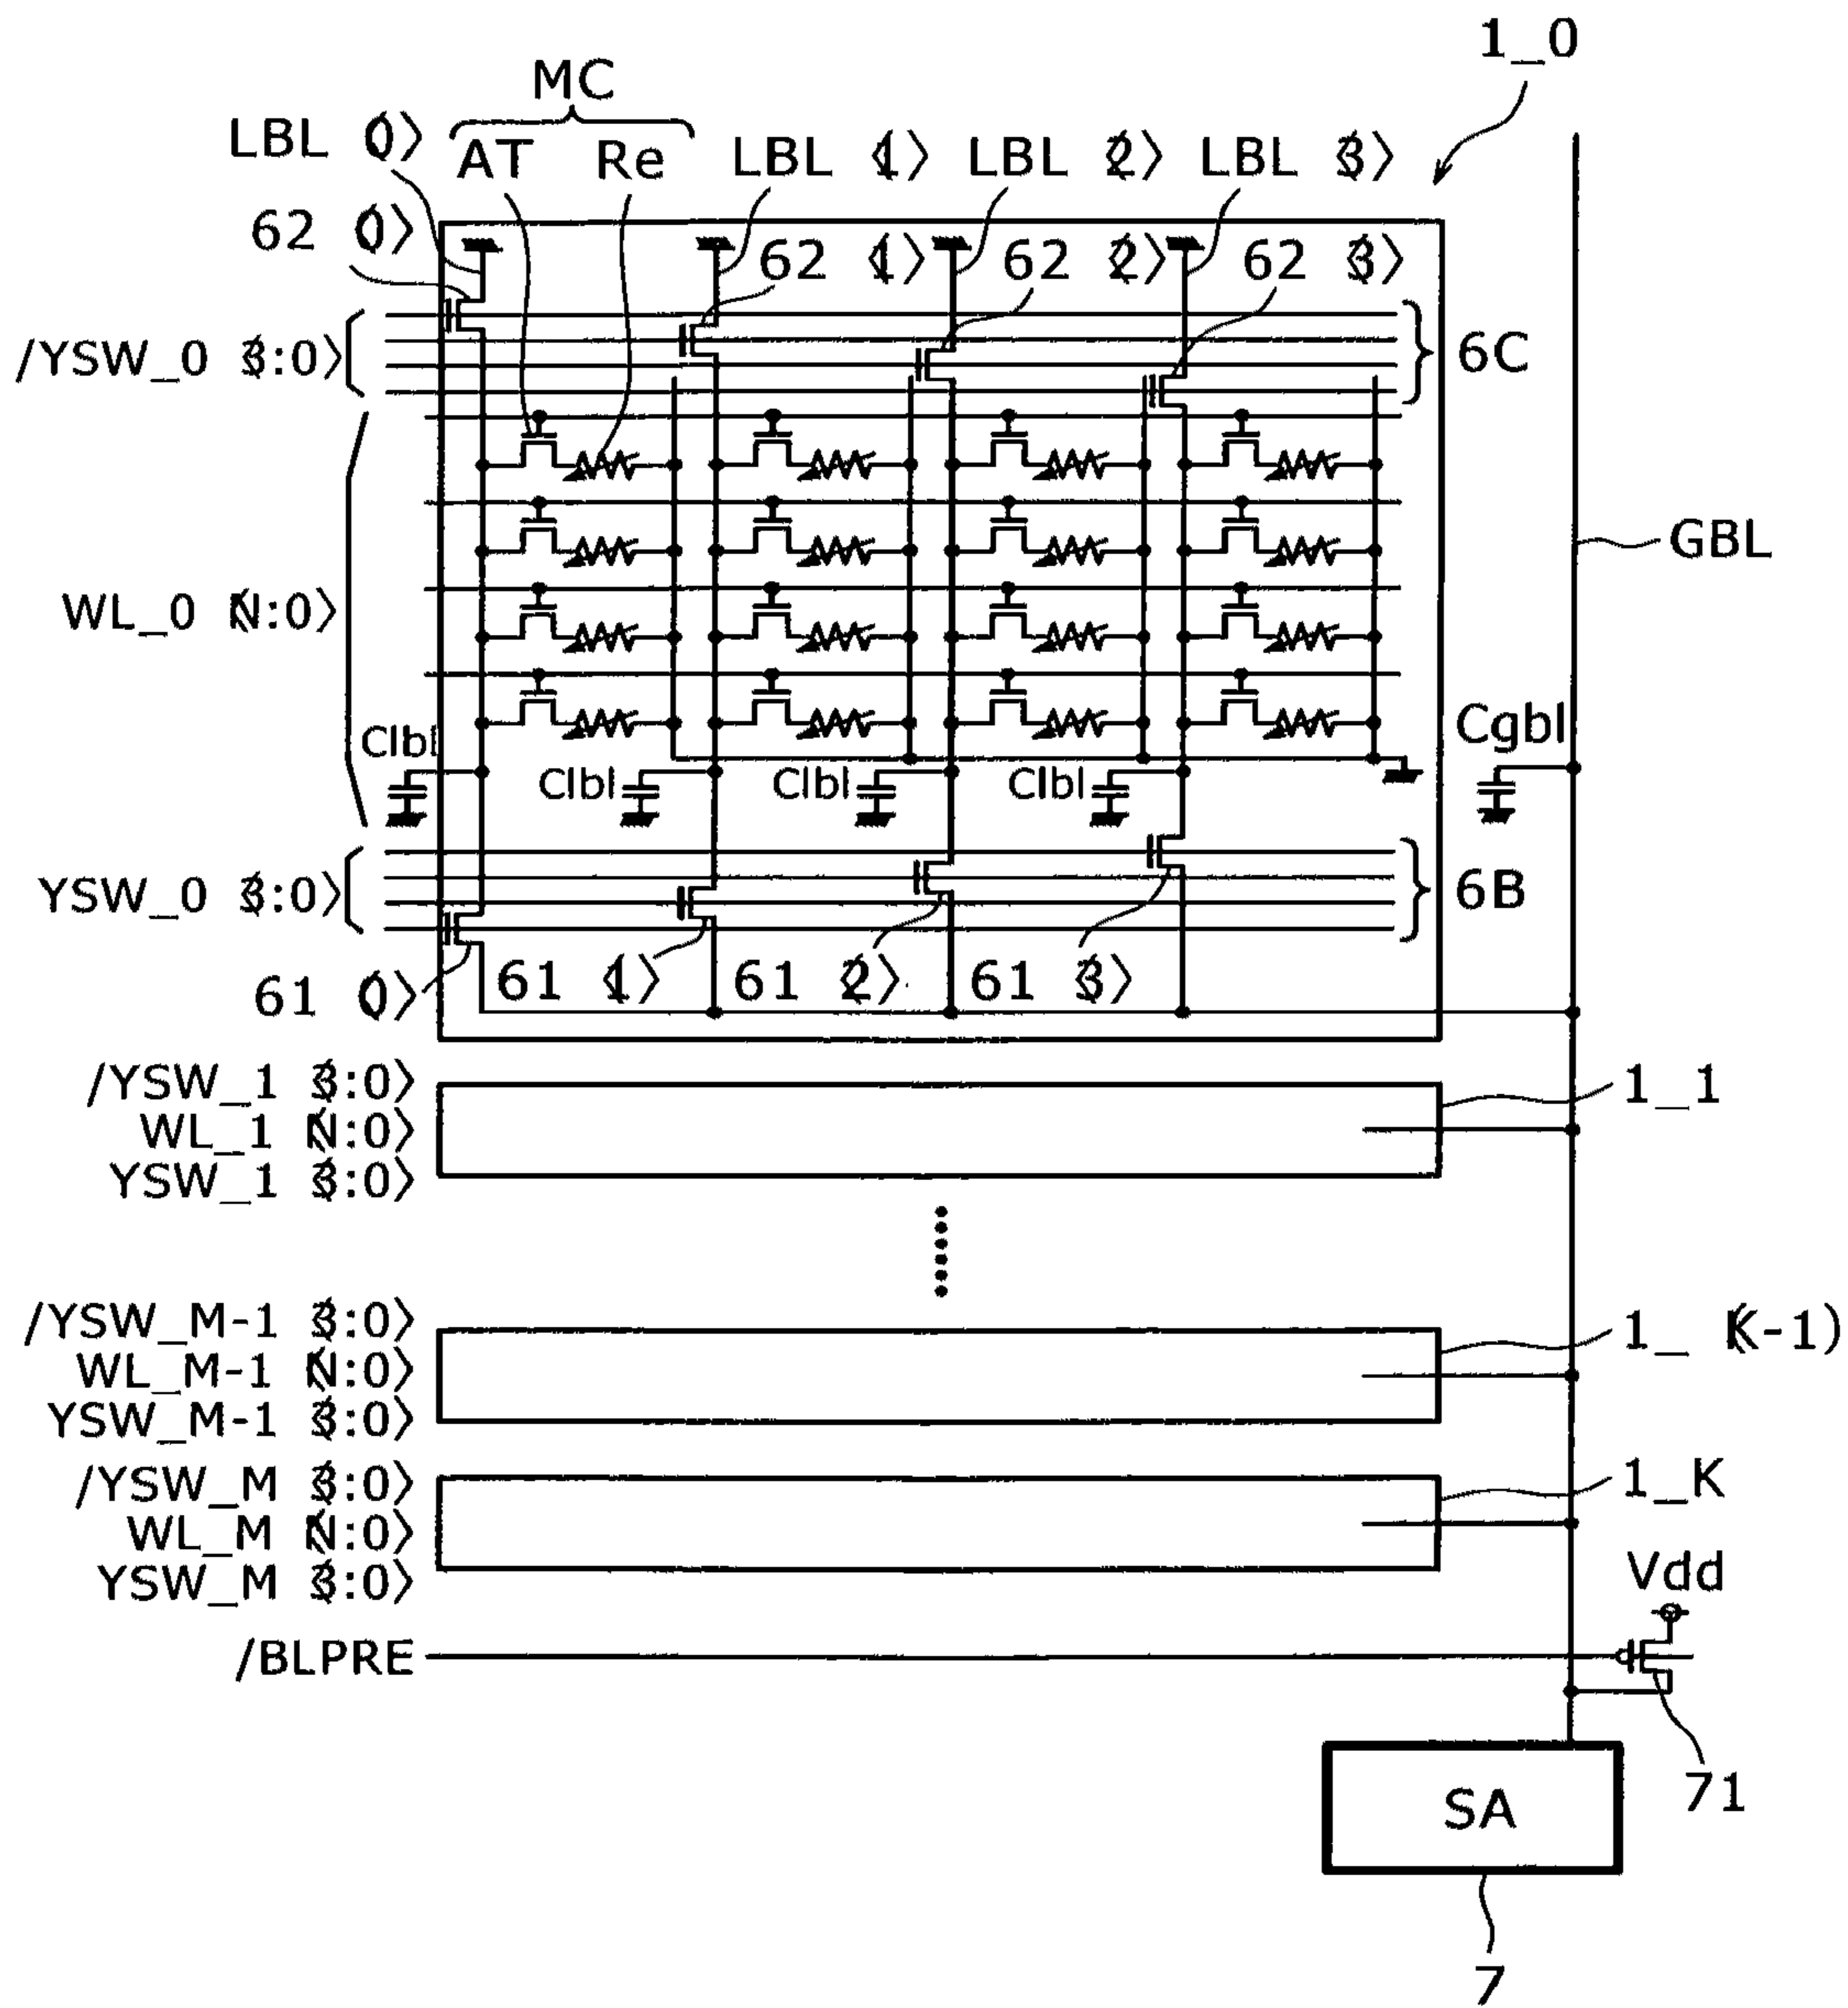 1_0
MC
LBL ⟨0⟩
AT
Re
LBL ⟨1⟩
LBL ⟨2⟩
LBL ⟨3⟩
62 ⟨0⟩
62 ⟨1⟩
62 ⟨2⟩
62 ⟨3⟩
/YSW_0 ⟨3:0⟩
6C
GBL
WL_0 ⟨N:0⟩
Clbl
Clbl
Clbl
Clbl
Cgbl
YSW_0 ⟨3:0⟩
6B
61 ⟨0⟩
61 ⟨1⟩
61 ⟨2⟩
61 ⟨3⟩
/YSW_1 ⟨3:0⟩
WL_1 ⟨N:0⟩
YSW_1 ⟨3:0⟩
1_1
/YSW_M-1 ⟨3:0⟩
WL_M-1 ⟨N:0⟩
YSW_M-1 ⟨3:0⟩
1_ (K-1)
/YSW_M ⟨3:0⟩
WL_M ⟨N:0⟩
YSW_M ⟨3:0⟩
1_K
Vdd
/BLPRE
71
SA
7